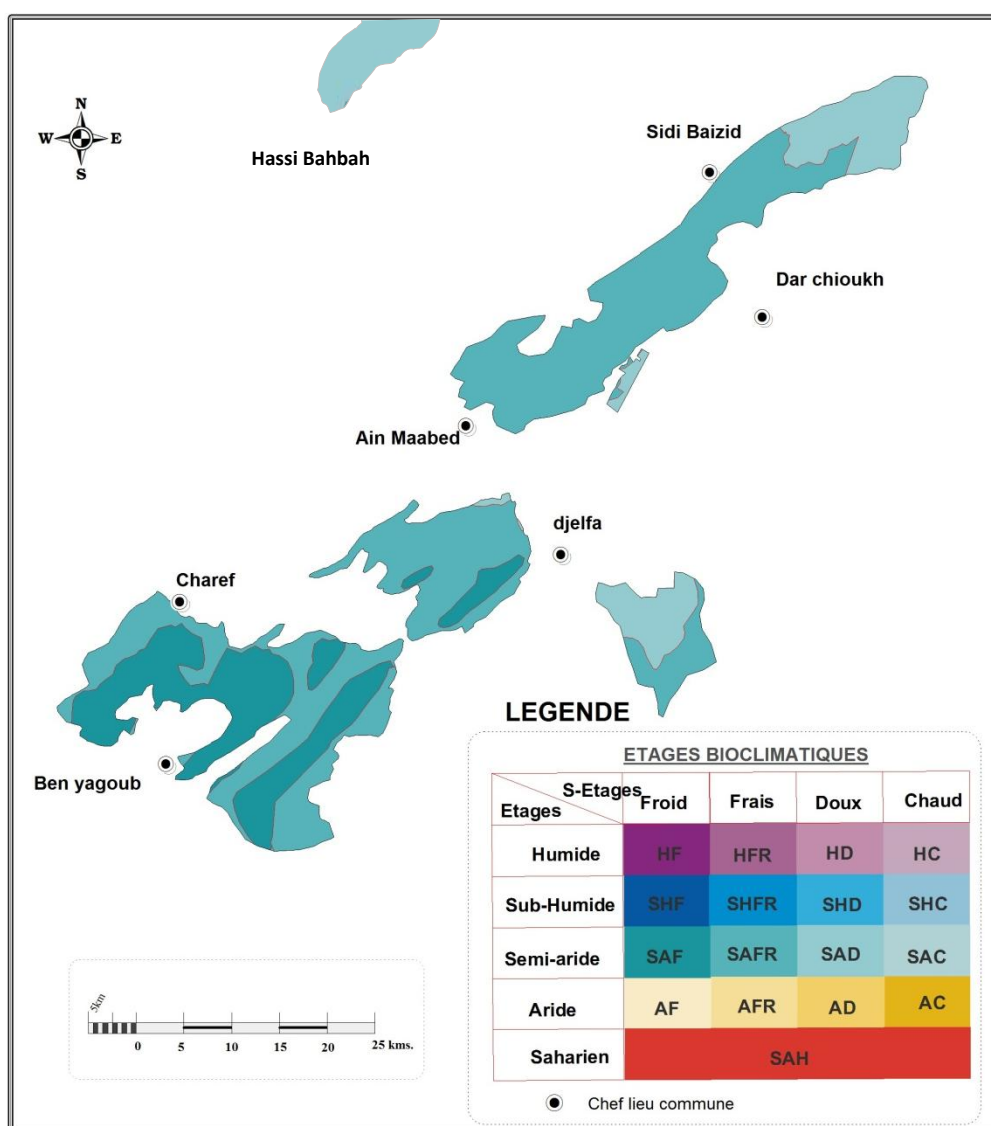 N
W E
S
Hassi Bahbah
Sidi Baizid
Dar chioukh
Ain Maabed
djelfa
Charef
Ben yagoub
LEGENDE
ETAGES BIOCLIMATIQUES
S-Etages
Etages
Froid Frais Doux Chaud
Humide HF HFR HD HC
Sub-Humide SHF SHFR SHD SHC
Semi-aride SAF SAFR SAD SAC
Aride AF AFR AD AC
Saharien SAH
Chef lieu commune
5km
0 5 10 15 20 25 kms.